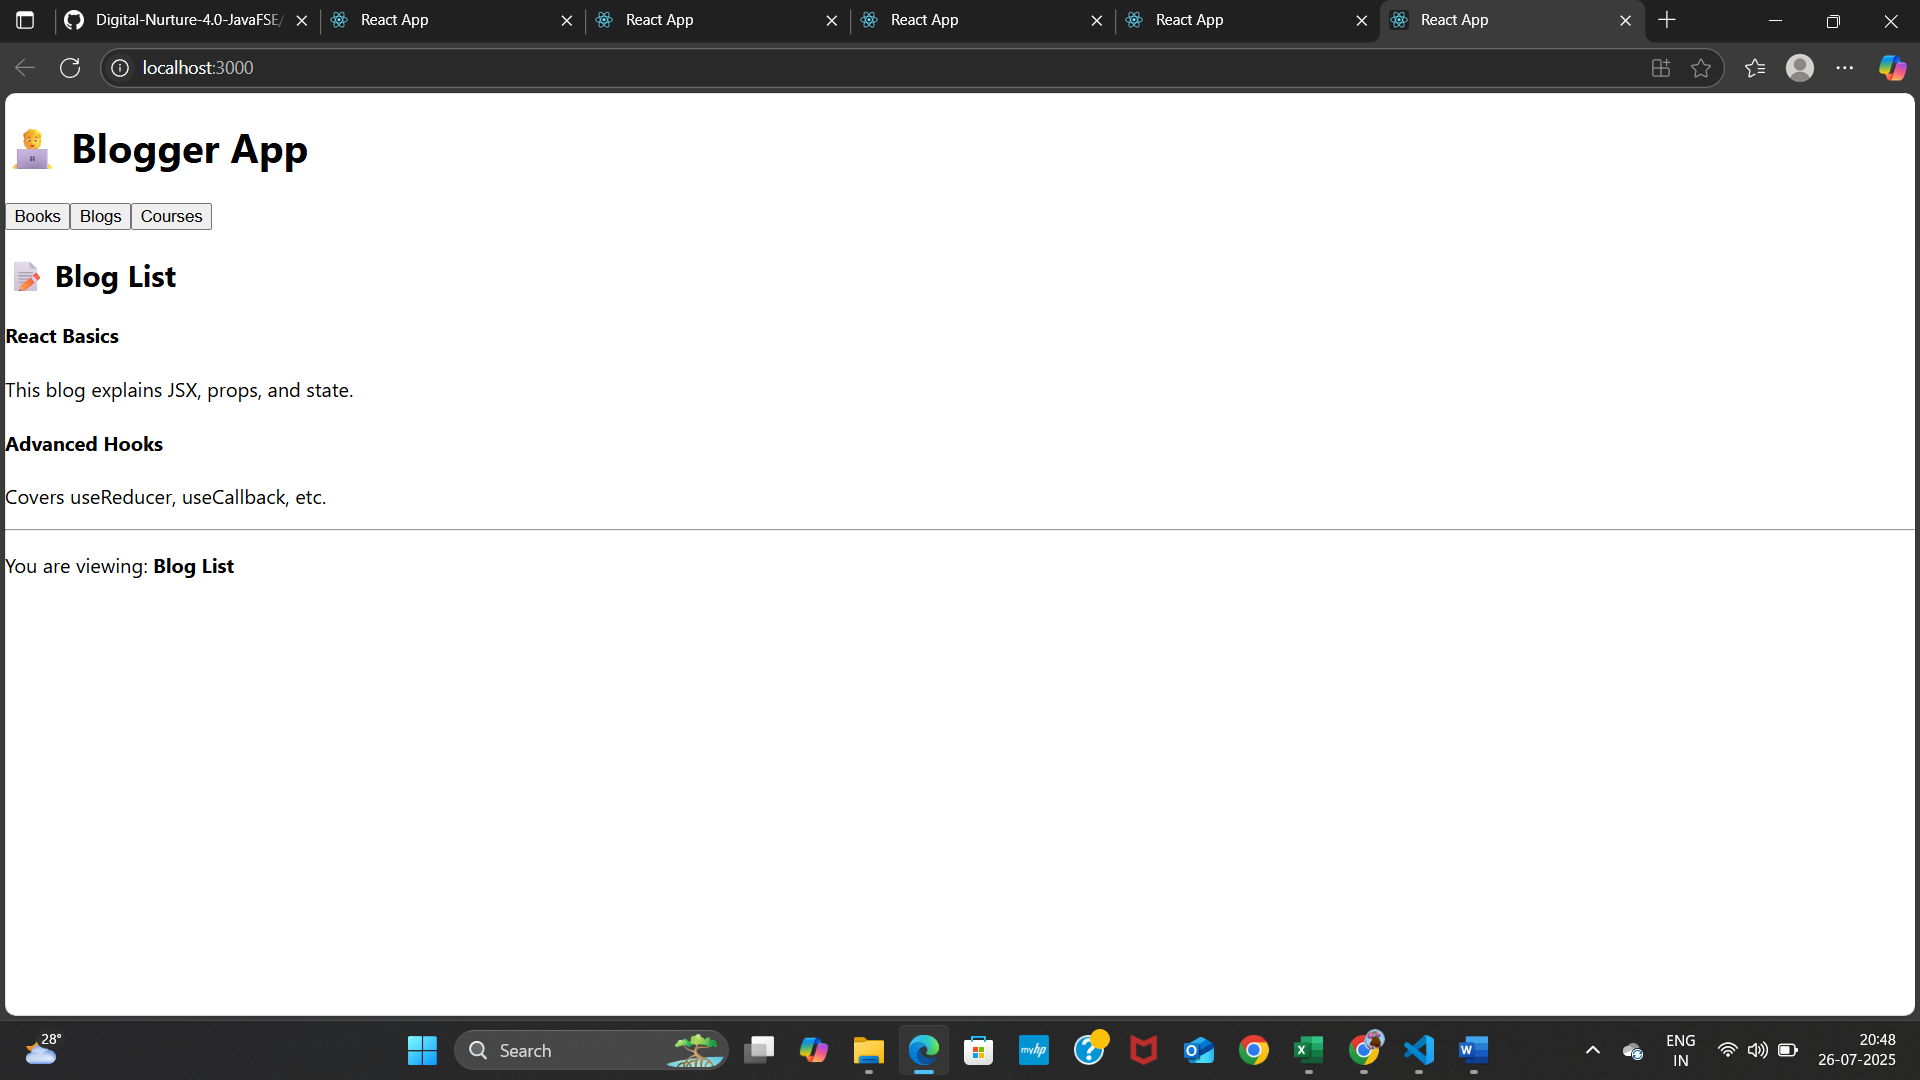 Digital-Nurture-4.0-JavaFSE/
React App
React App
React App
React App
React App
localhost:3000
Blogger App
Books Blogs Courses
Blog List
React Basics
This blog explains JSX, props, and state.
Advanced Hooks
Covers useReducer, useCallback, etc.
You are viewing: Blog List
28°
Search
myhp
ENG
IN
20:48
26-07-2025